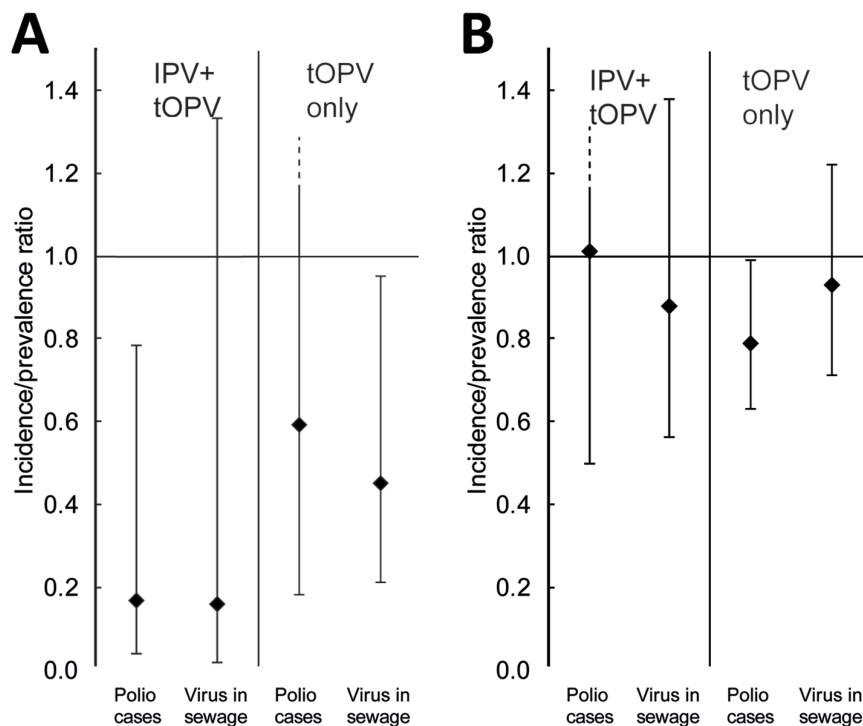 A
IPV+
tOPV
tOPV
only
Incidence/prevalence ratio
1.4
1.2
1.0
0.8
0.6
0.4
0.2
0.0
Polio
cases
Virus in
sewage
Polio
cases
Virus in
sewage
B
IPV+
tOPV
tOPV
only
Incidence/prevalence ratio
1.4
1.2
1.0
0.8
0.6
0.4
0.2
0.0
Polio
cases
Virus in
sewage
Polio
cases
Virus in
sewage